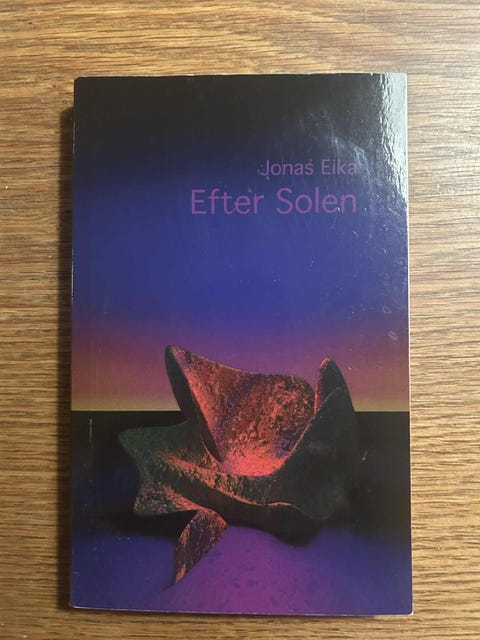 Jonas Eika
Efter Solen